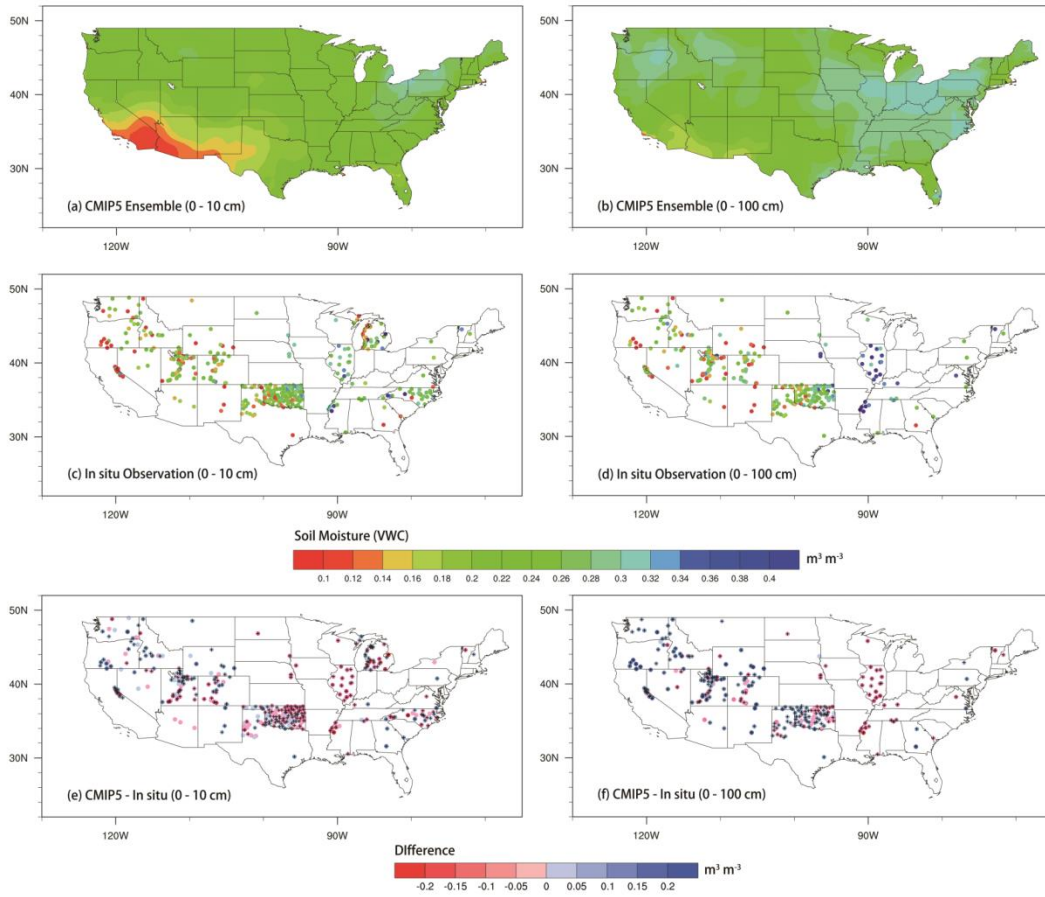 50N
40N
30N
(a) CMIP5 Ensemble (0 - 10 cm)
120W
90W
50N
40N
30N
(b) CMIP5 Ensemble (0 - 100 cm)
120W
90W
50N
40N
30N
(c) In situ Observation (0 - 10 cm)
120W
90W
50N
40N
30N
(d) In situ Observation (0 - 100 cm)
120W
90W
Soil Moisture (VWC)
m³ m⁻³
0.1 0.14 0.18 0.22 0.26 0.3 0.34 0.38
0.12 0.16 0.2 0.24 0.28 0.32 0.36 0.4
50N
40N
30N
(e) CMIP5 - In situ (0 - 10 cm)
120W
90W
50N
40N
30N
(f) CMIP5 - In situ (0 - 100 cm)
120W
90W
DIfference
m³ m⁻³
-0.2 -0.15 -0.1 -0.05 0 0.05 0.1 0.15 0.2